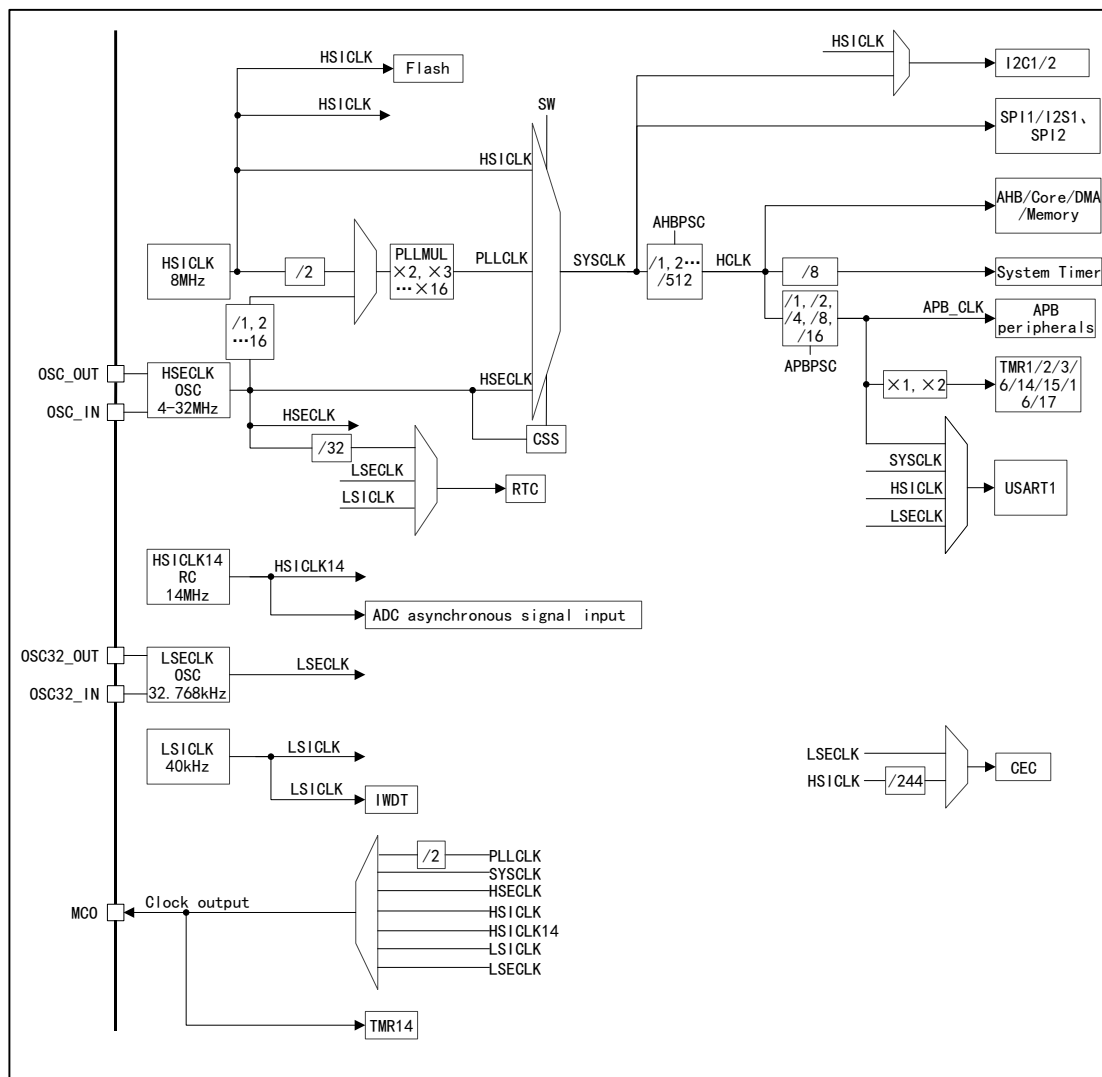 HSICLK
Flash
HSICLK
HSICLK
I2C1/2
HSICLK
SW
SPI1/I2S1、
SPI2
HSICLK
8MHz
/2
PLLMUL
×2, ×3
…×16
PLLCLK
SYSCLK
AHBPSC
/1, 2…
/512
HCLK
AHB/Core/DMA
/Memory
/8
System Timer
/1, /2,
/4, /8,
/16
APBPSC
APB_CLK
APB
peripherals
×1, ×2
TMR1/2/3/
6/14/15/1
6/17
/1, 2
…16
OSC_OUT
OSC_IN
HSECLK
OSC
4-32MHz
HSECLK
CSS
HSECLK
/32
LSECLK
LSICLK
RTC
SYSCLK
HSICLK
LSECLK
USART1
HSICLK14
RC
14MHz
HSICLK14
ADC asynchronous signal input
OSC32_OUT
OSC32_IN
LSECLK
OSC
32.768kHz
LSECLK
LSICLK
40kHz
LSICLK
LSICLK
IWDT
LSECLK
HSICLK
/244
CEC
MCO
Clock output
/2
PLLCLK
SYSCLK
HSECLK
HSICLK
HSICLK14
LSICLK
LSECLK
TMR14